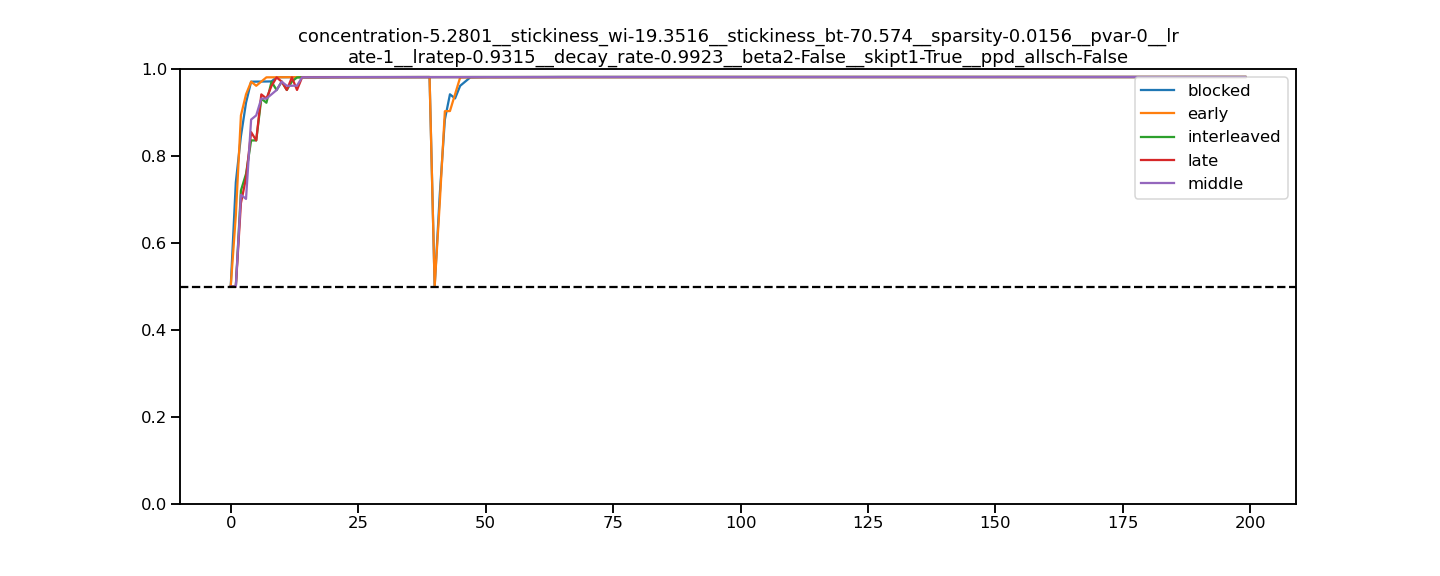 concentration-5.2801__stickiness_wi-19.3516__stickiness_bt-70.574__sparsity-0.0156__pvar-0__lr
ate-1__lratep-0.9315__decay_rate-0.9923__beta2-False__skipt1-True__ppd_allsch-False
1.0
0.8
0.6
0.4
0.2
0.0
blocked
early
interleaved
late
middle
0 25 50 75 100 125 150 175 200